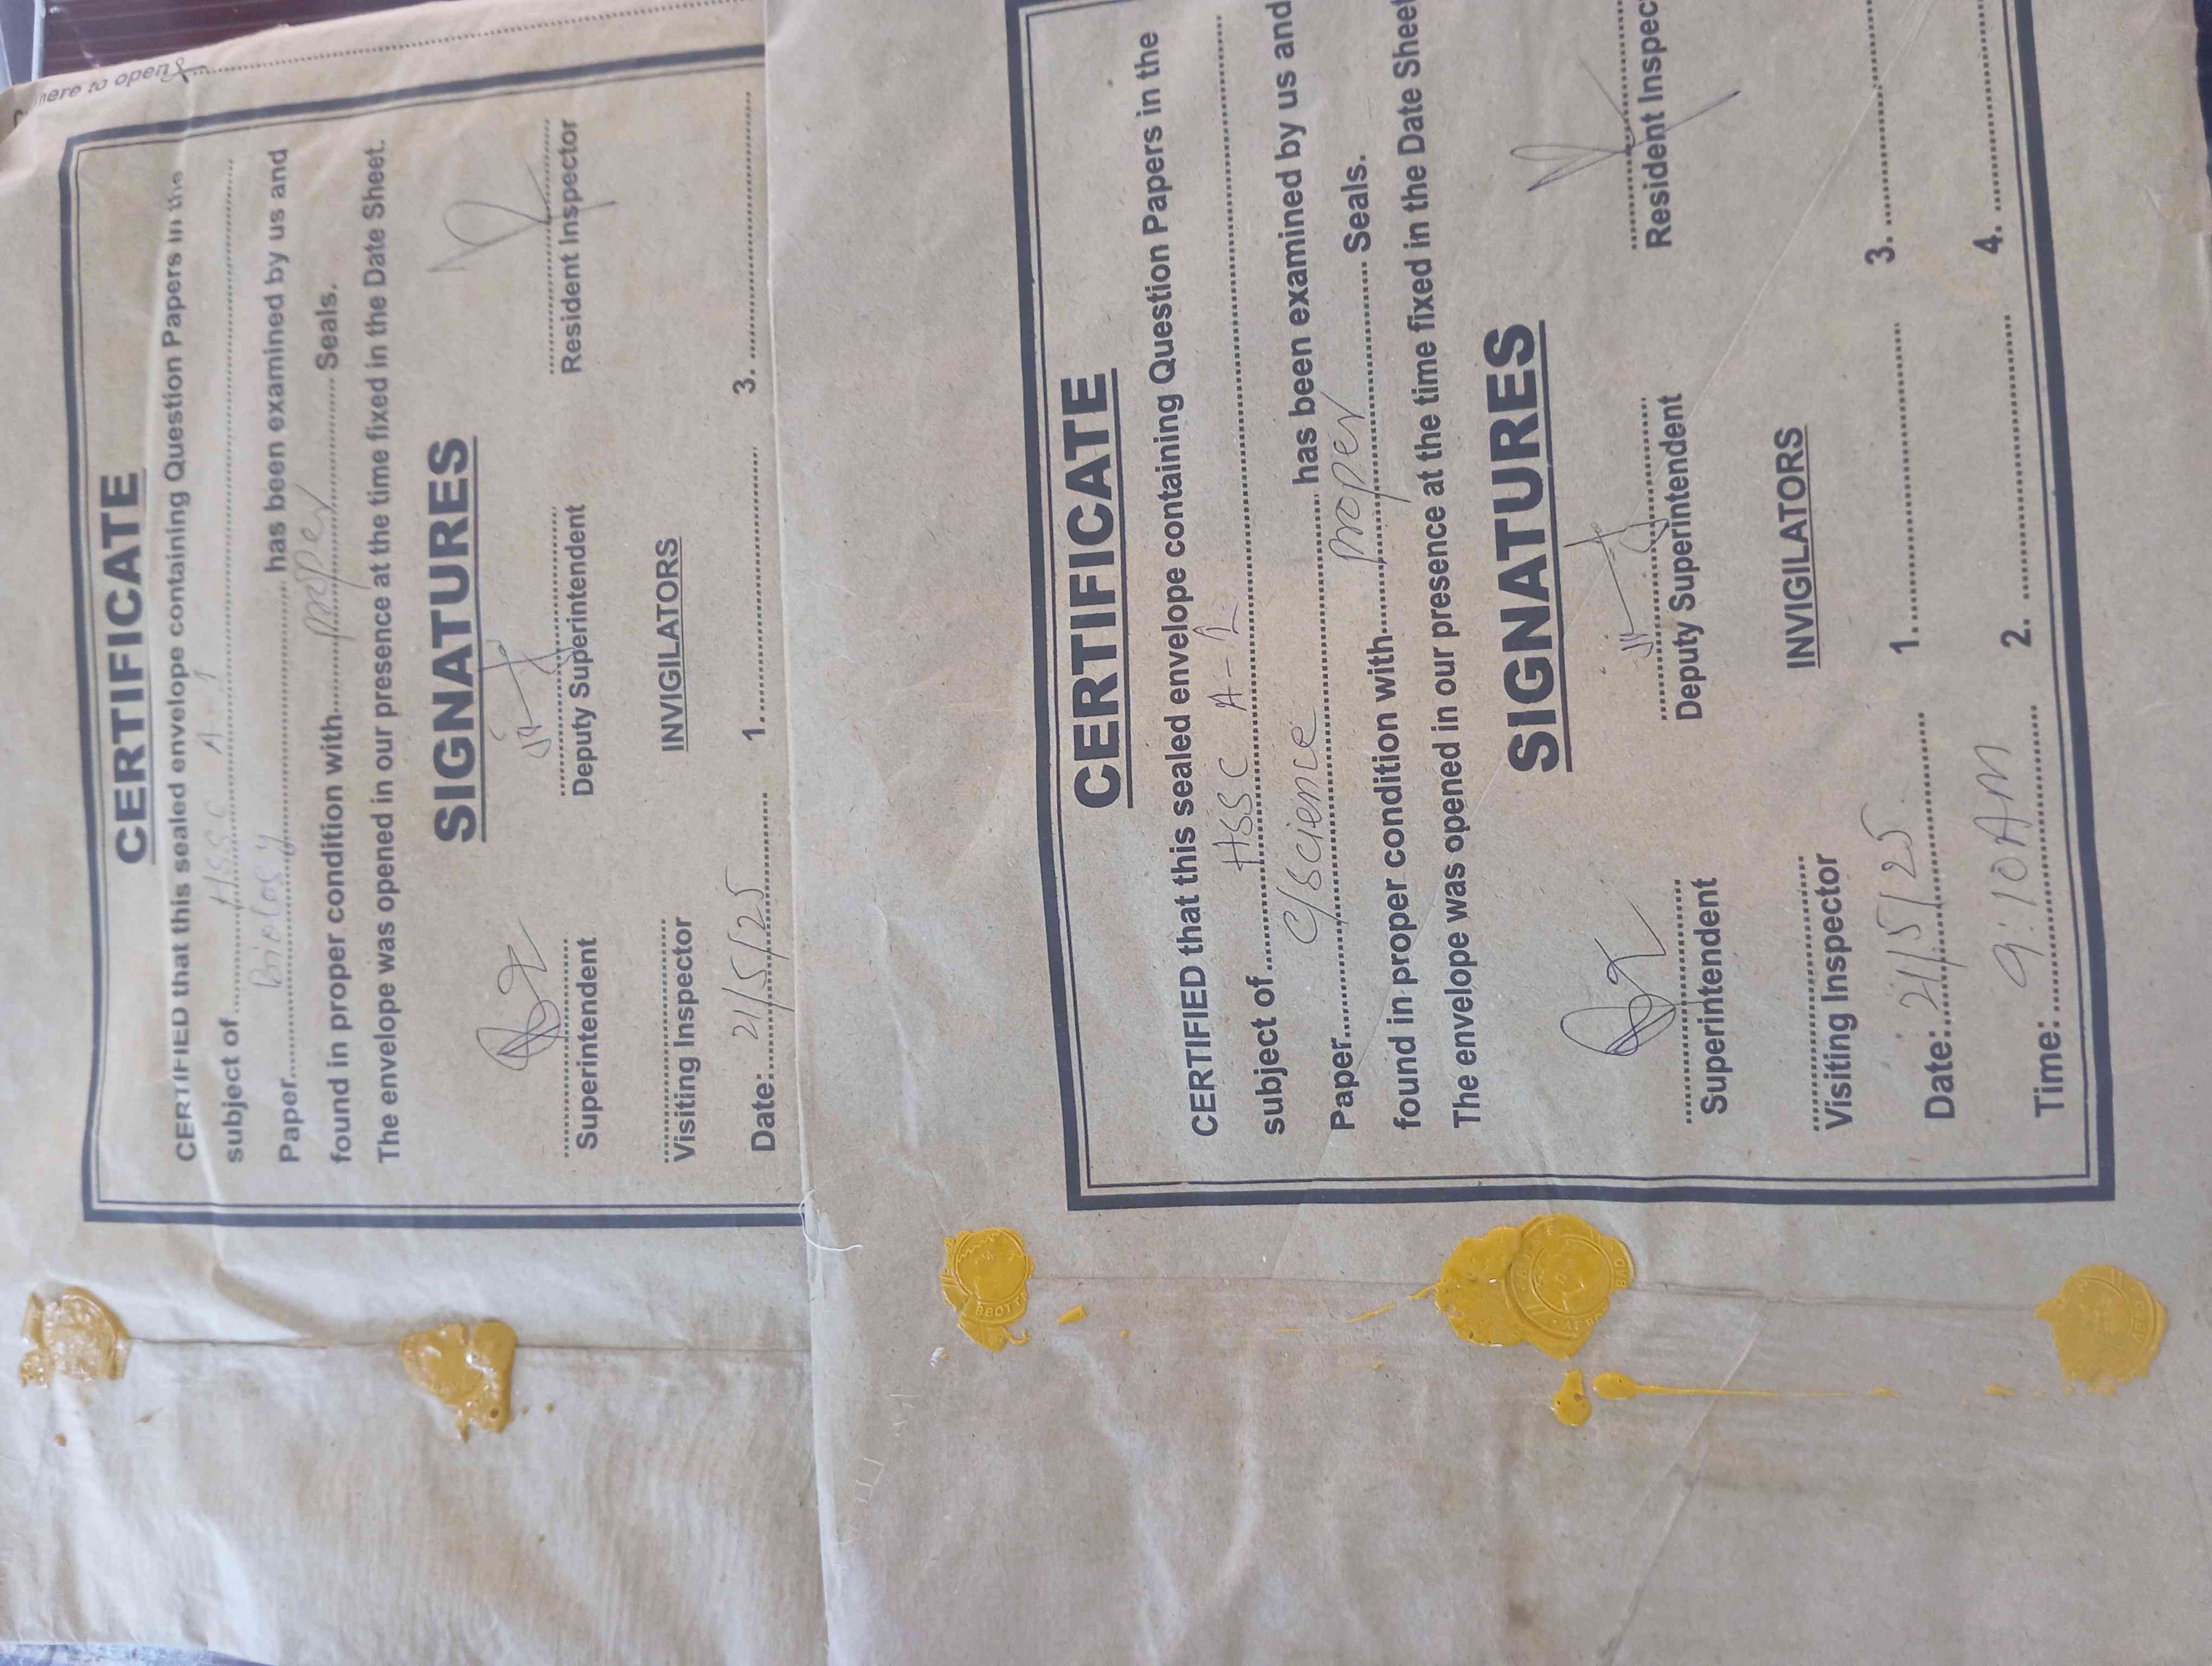 here to open
CERTIFICATE
CERTIFIED that this sealed envelope containing Question Papers in the
subject of HSSC A-1
Paper Biology has been examined by us and
found in proper condition with proper Seals.
The envelope was opened in our presence at the time fixed in the Date Sheet.
SIGNATURES
Superintendent Deputy Superintendent Resident Inspector
INVIGILATORS
Visiting Inspector
Date: 21/5/25 1. 3.
CERTIFICATE
CERTIFIED that this sealed envelope containing Question Papers in the
subject of HSSC A-2
Paper C/Science has been examined by us and
found in proper condition with proper Seals.
The envelope was opened in our presence at the time fixed in the Date Sheet
SIGNATURES
Superintendent Deputy Superintendent Resident Inspec
INVIGILATORS
Visiting Inspector
Date: 21/5/25 1. 3.
Time: 9:10 AM 2. 4.